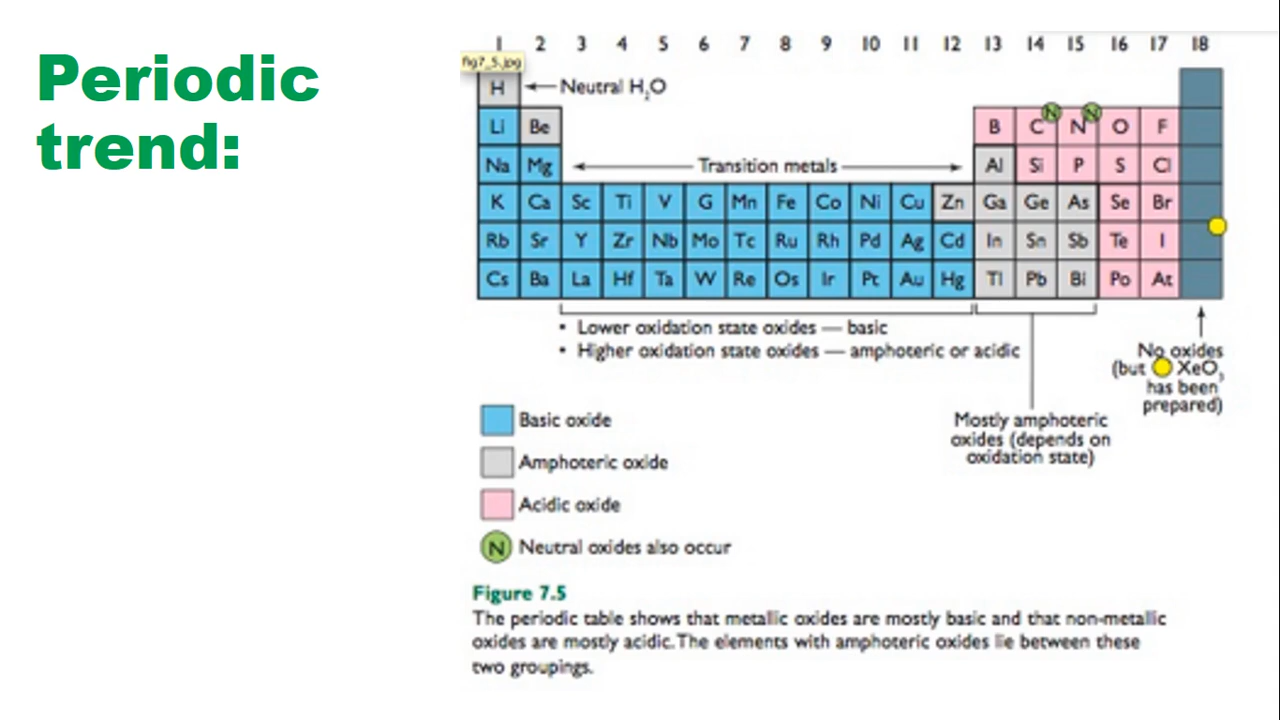 Periodic
trend:
1 2 3 4 5 6 7 8 9 10 11 12 13 14 15 16 17 18
fig7_5.jpg
H Neutral H₂O
Li Be B C N N N O F
Na Mg Transition metals Al Si P S Cl
K Ca Sc Ti V G Mn Fe Co Ni Cu Zn Ga Ge As Se Br
Rb Sr Y Zr Nb Mo Tc Ru Rh Pd Ag Cd In Sn Sb Te I
Cs Ba La Hf Ta W Re Os Ir Pt Au Hg Tl Pb Bi Po At
• Lower oxidation state oxides — basic
• Higher oxidation state oxides — amphoteric or acidic
No oxides
(but XeO₃
has been
prepared)
Mostly amphoteric
oxides (depends on
oxidation state)
Basic oxide
Amphoteric oxide
Acidic oxide
N Neutral oxides also occur
Figure 7.5
The periodic table shows that metallic oxides are mostly basic and that non-metallic
oxides are mostly acidic. The elements with amphoteric oxides lie between these
two groupings.